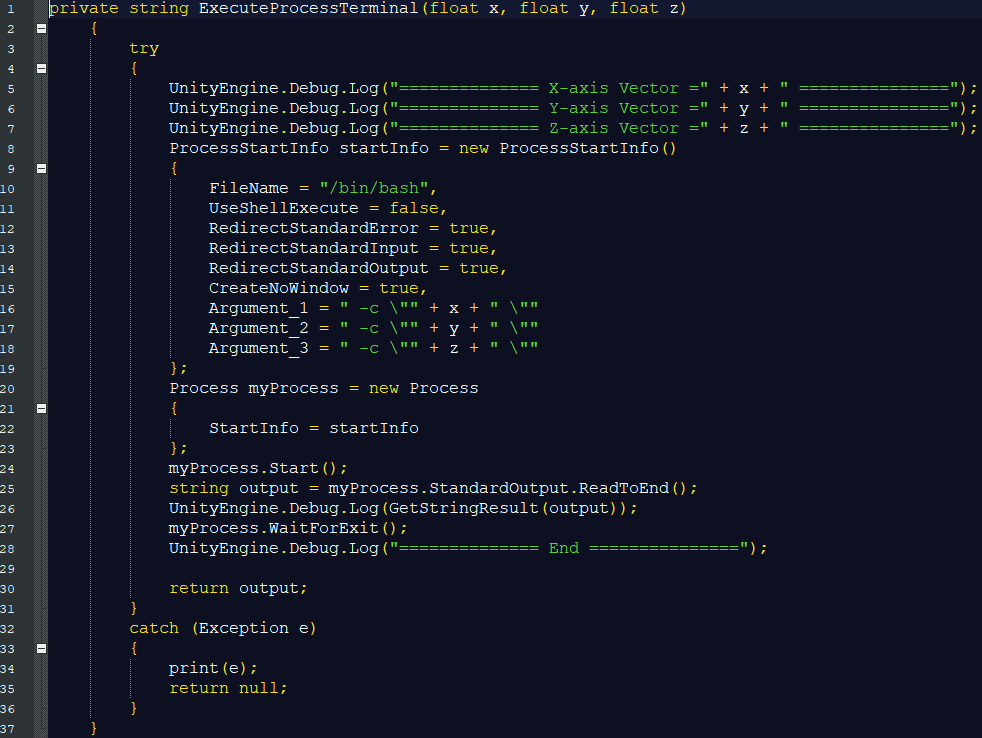 1 private string ExecuteProcessTerminal(float x, float y, float z)
2 {
3 try
4 {
5 UnityEngine.Debug.Log("============== X-axis Vector =" + x + " ===============");
6 UnityEngine.Debug.Log("============== Y-axis Vector =" + y + " ===============");
7 UnityEngine.Debug.Log("============== Z-axis Vector =" + z + " ===============");
8 ProcessStartInfo startInfo = new ProcessStartInfo()
9 {
10 FileName = "/bin/bash",
11 UseShellExecute = false,
12 RedirectStandardError = true,
13 RedirectStandardInput = true,
14 RedirectStandardOutput = true,
15 CreateNoWindow = true,
16 Argument_1 = " -c \"" + x + " \""
17 Argument_2 = " -c \"" + y + " \""
18 Argument_3 = " -c \"" + z + " \""
19 };
20 Process myProcess = new Process
21 {
22 StartInfo = startInfo
23 };
24 myProcess.Start();
25 string output = myProcess.StandardOutput.ReadToEnd();
26 UnityEngine.Debug.Log(GetStringResult(output));
27 myProcess.WaitForExit();
28 UnityEngine.Debug.Log("============== End ===============");
29
30 return output;
31 }
32 catch (Exception e)
33 {
34 print(e);
35 return null;
36 }
37 }